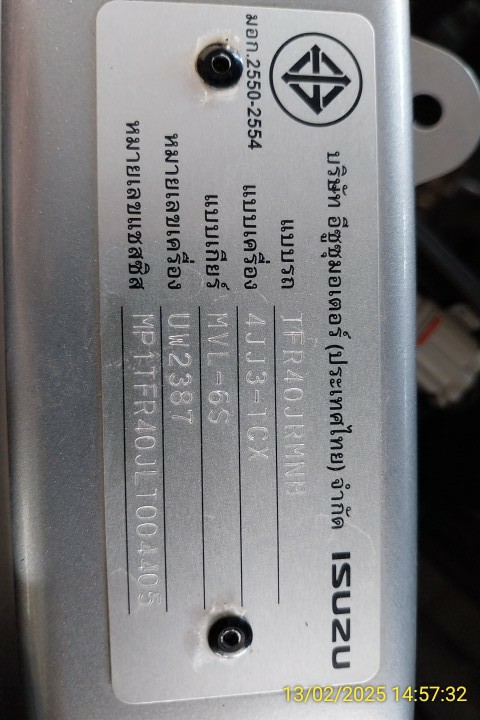 บริษัท อีซูซุมอเตอร์ (ประเทศไทย) จำกัด ISUZU
มอก.2550-2554
แบบรถ TFR40JRMNM
แบบเครื่อง 4JJ3-TCX
แบบเกียร์ MVL-6S
หมายเลขเครื่อง UW2387
หมายเลขแชสซิส MP1TFR40JLT004405
13/02/2025 14:57:32